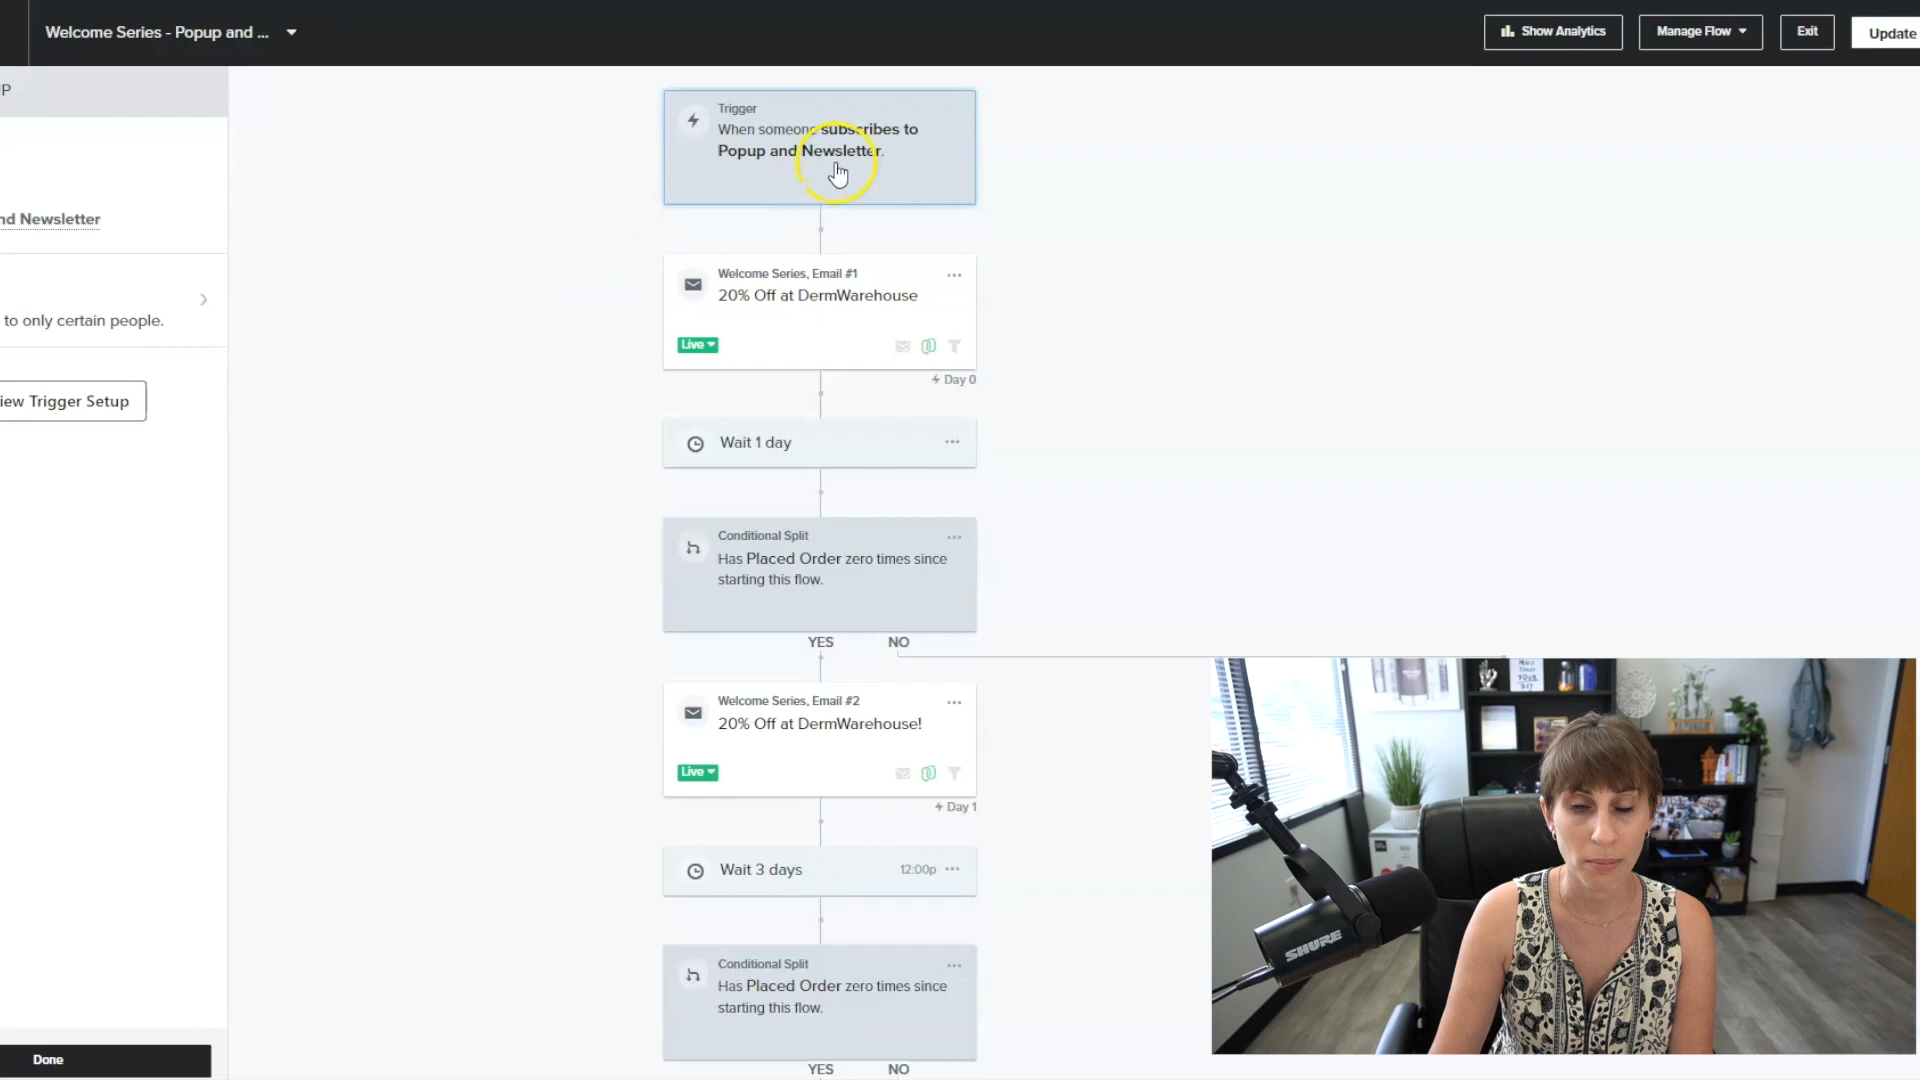 Welcome Series - Popup and ...
Show Analytics
Manage Flow
Exit
Update
P
nd Newsletter
to only certain people.
iew Trigger Setup
Done
Trigger
When someone subscribes to
Popup and Newsletter.
Welcome Series, Email #1
20% Off at DermWarehouse
Live
Day 0
Wait 1 day
Conditional Split
Has Placed Order zero times since
starting this flow.
YES NO
Welcome Series, Email #2
20% Off at DermWarehouse!
Live
Day 1
Wait 3 days 12:00p
Conditional Split
Has Placed Order zero times since
starting this flow.
YES NO
SHURE